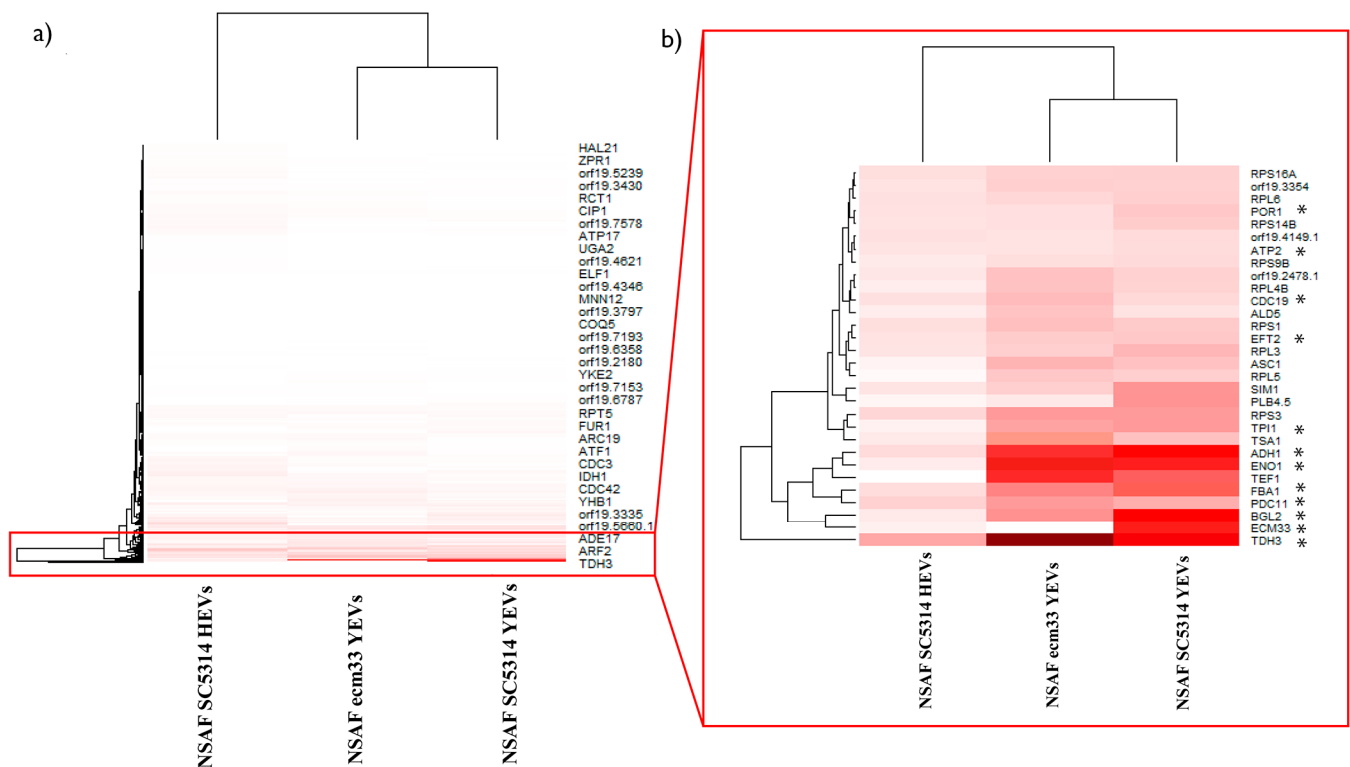 a)
HAL21
ZPR1
orf19.5239
orf19.3430
RCT1
CIP1
orf19.7578
ATP17
UGA2
orf19.4621
ELF1
orf19.4346
MNN12
orf19.3797
COQ5
orf19.7193
orf19.6358
orf19.2180
YKE2
orf19.7153
orf19.6787
RPT5
FUR1
ARC19
ATF1
CDC3
IDH1
CDC42
YHB1
orf19.3335
orf19.5660.1
ADE17
ARF2
TDH3
NSAF SC5314 HEVs
NSAF ecm33 YEVs
NSAF SC5314 YEVs
b)
RPS16A
orf19.3354
RPL6
POR1 *
RPS14B
orf19.4149.1
ATP2 *
RPS9B
orf19.2478.1
RPL4B
CDC19 *
ALD5
RPS1
EFT2 *
RPL3
ASC1
RPL5
SIM1
PLB4.5
RPS3
TPI1 *
TSA1
ADH1 *
ENO1 *
TEF1
FBA1 *
PDC11 *
BGL2 *
ECM33 *
TDH3 *
NSAF SC5314 HEVs
NSAF ecm33 YEVs
NSAF SC5314 YEVs